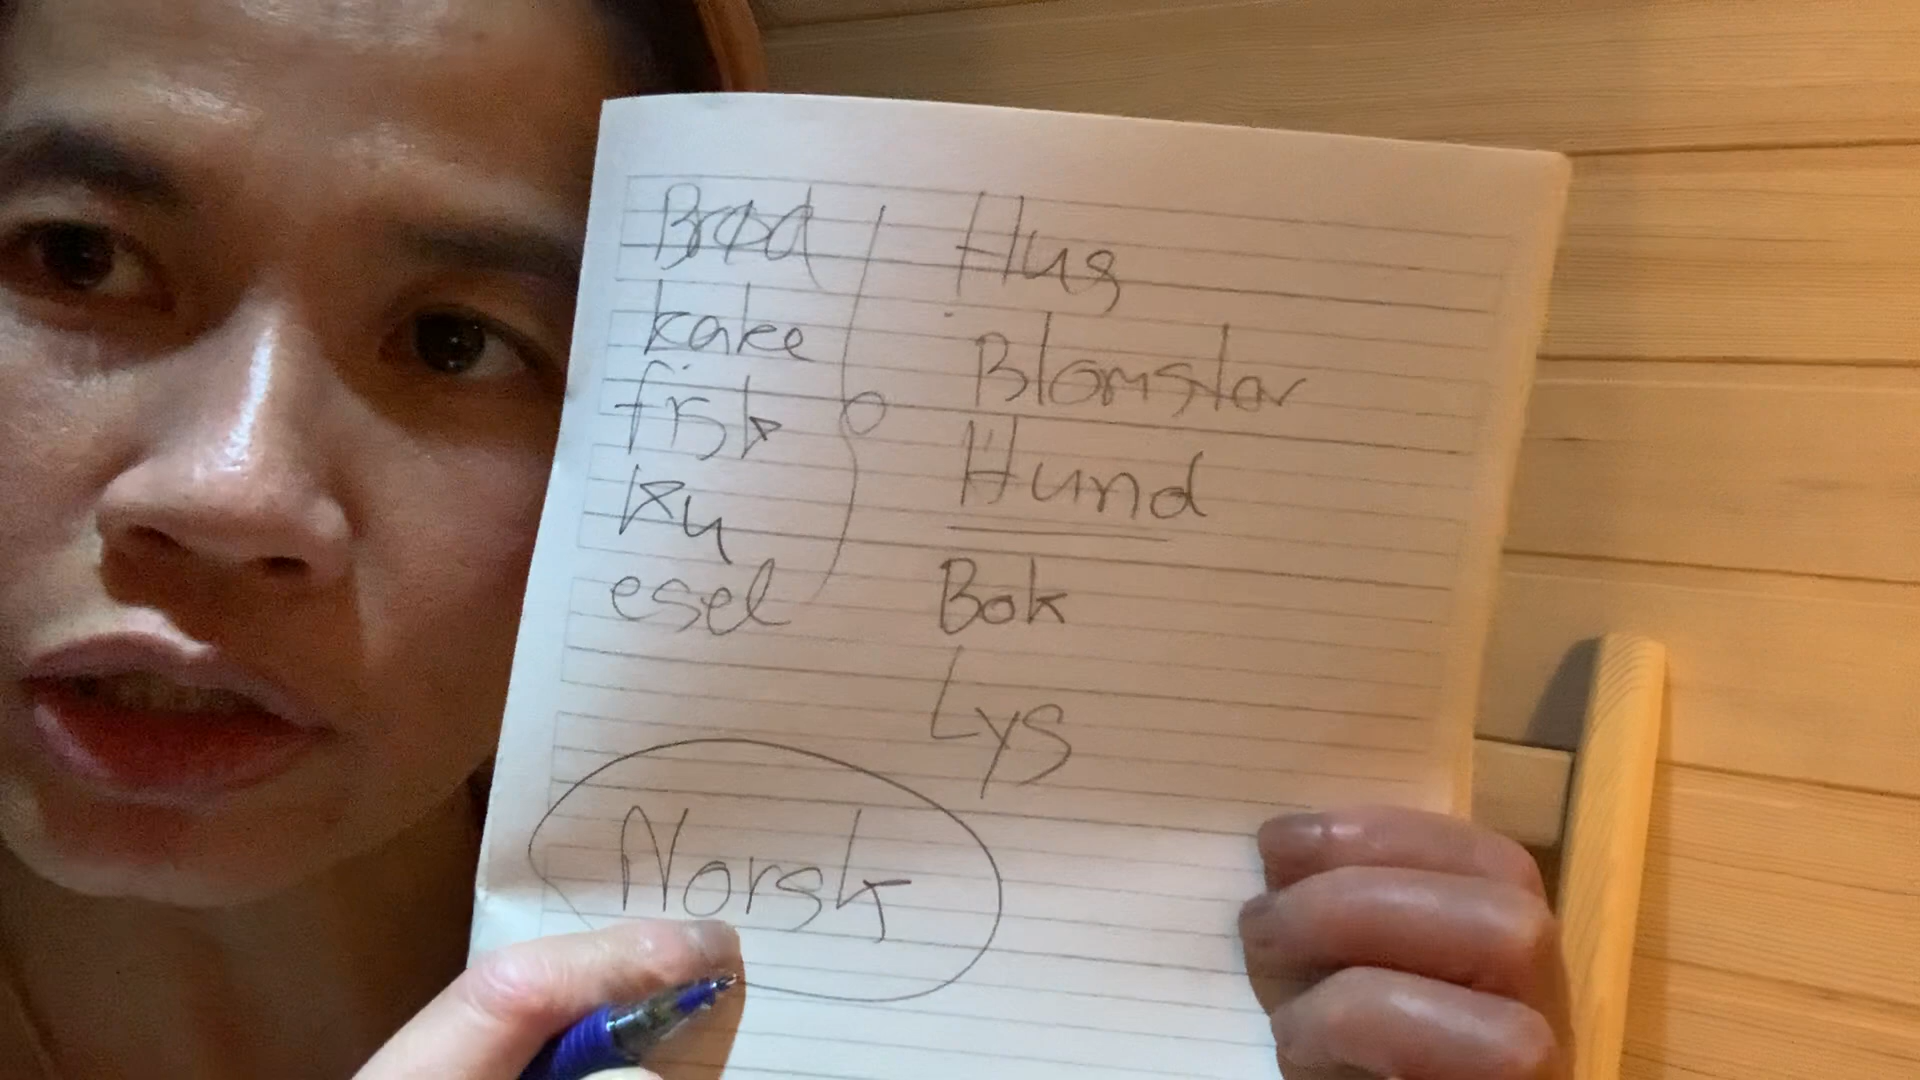 Brød
kake
fisk
ku
esel
Hus
Blomster
Hund
Bok
Lys
Norsk